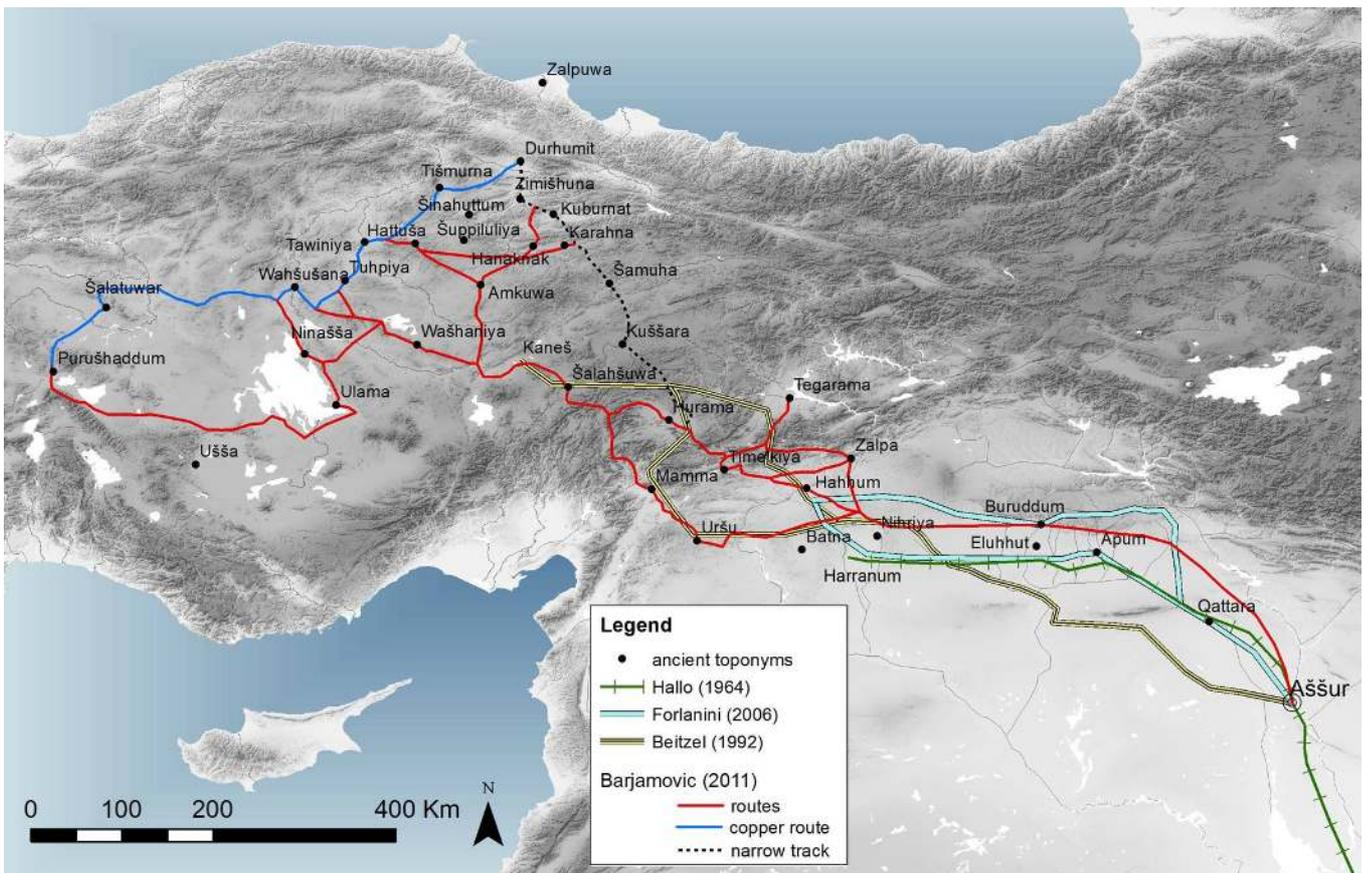 Zalpuwa
Durhumit
Tišmurna
Zimišhuna
Šinahuttum
Kuburnat
Šuppiluliya
Hattuša
Karahna
Tawiniya
Hanaknak
Tuhpiya
Wahšušana
Šamuha
Šalatuwar
Amkuwa
Ninašša
Wašhaniya
Kuššara
Kaneš
Purušhaddum
Šalahšuwa
Tegarama
Ulama
Hurama
Ušša
Timelkiya
Zalpa
Mamma
Hahhum
Buruddum
Uršu
Nihriya
Batna
Eluhhut
Apum
Harranum
Qattara
Aššur
Legend
ancient toponyms
Hallo (1964)
Forlanini (2006)
Beitzel (1992)
Barjamovic (2011)
routes
copper route
narrow track
N
0 100 200 400 Km